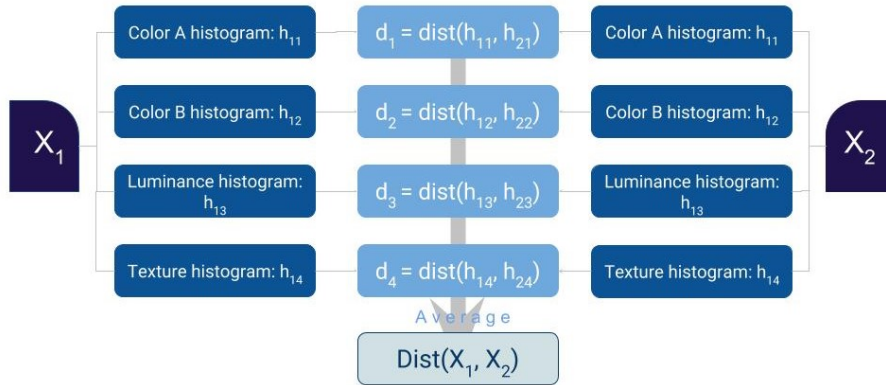 Color A histogram: h₁₁
d₁ = dist(h₁₁, h₂₁)
Color A histogram: h₁₁
Color B histogram: h₁₂
d₂ = dist(h₁₂, h₂₂)
Color B histogram: h₁₂
X₁
X₂
Luminance histogram:
h₁₃
d₃ = dist(h₁₃, h₂₃)
Luminance histogram:
h₁₃
Texture histogram: h₁₄
d₄ = dist(h₁₄, h₂₄)
Texture histogram: h₁₄
Average
Dist(X₁, X₂)